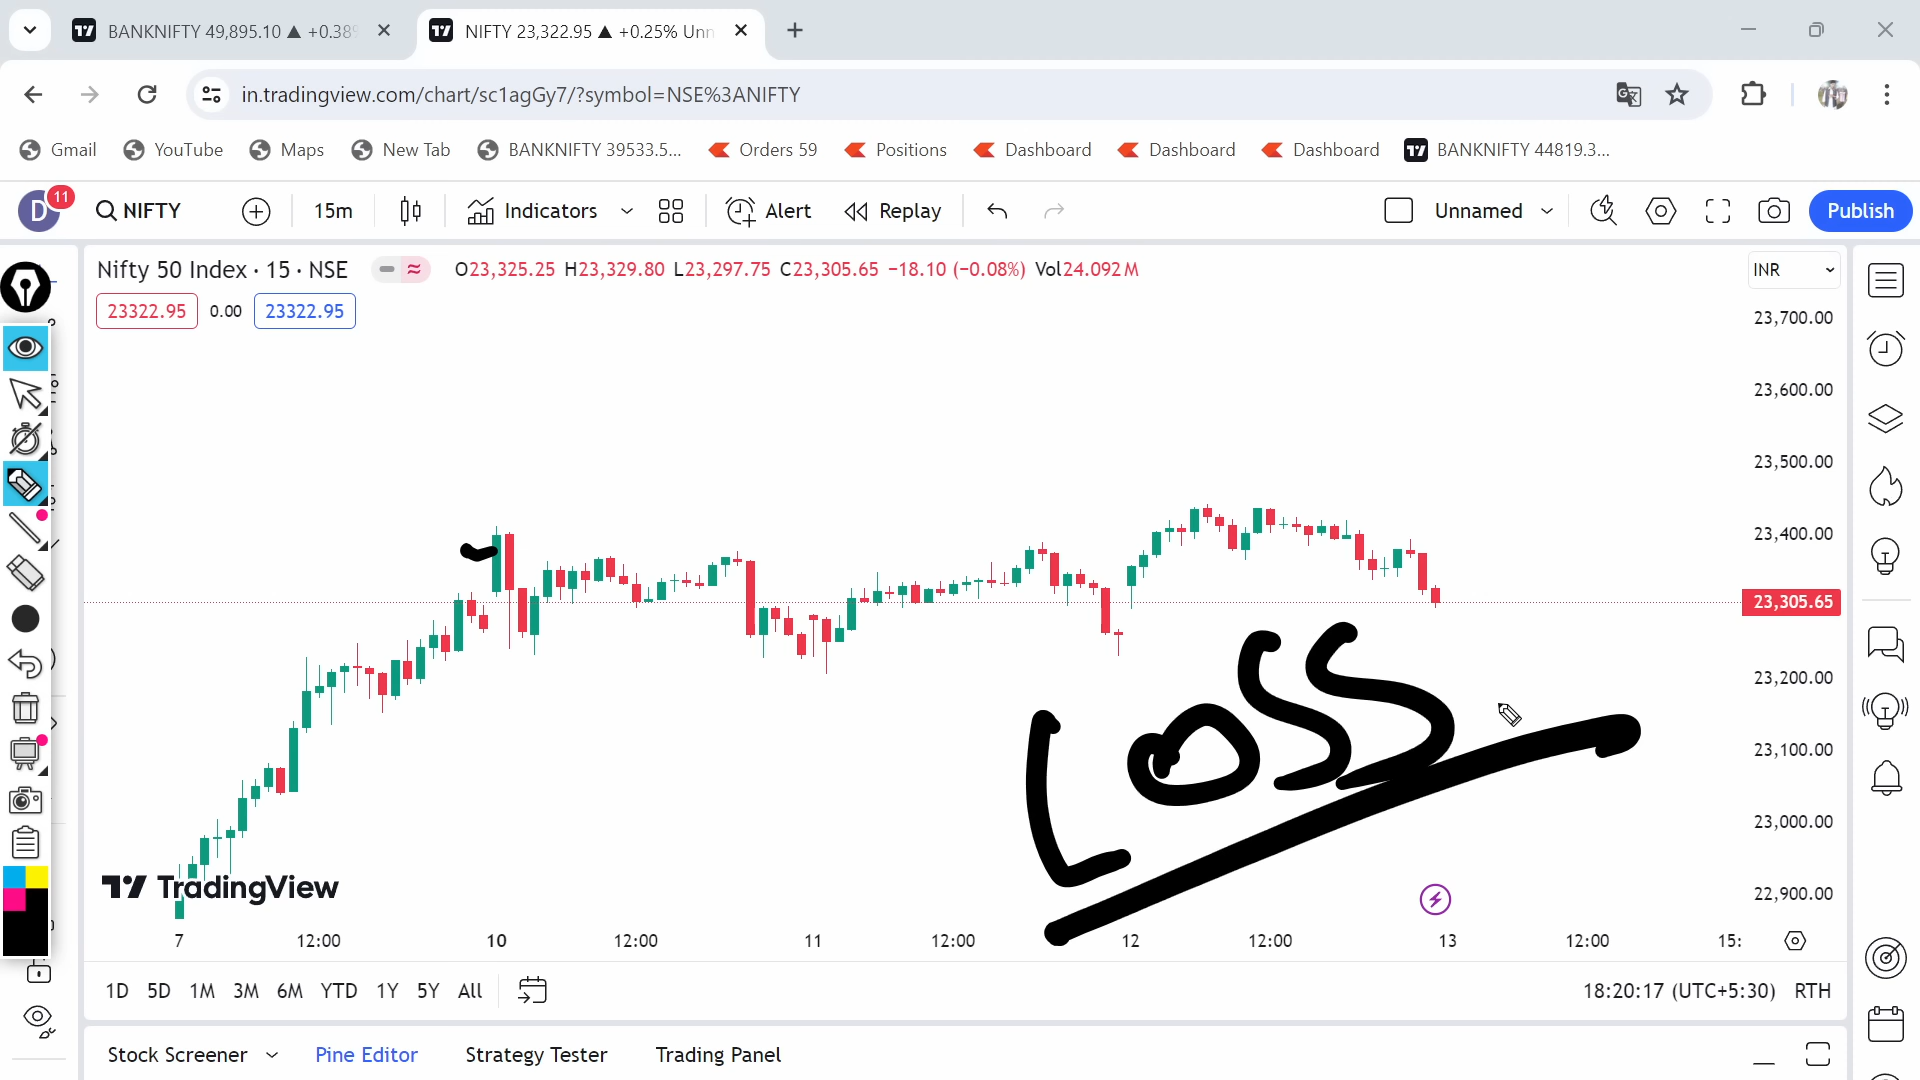 BANKNIFTY 49,895.10 ▲ +0.38%
NIFTY 23,322.95 ▲ +0.25% Unn
in.tradingview.com/chart/sc1agGy7/?symbol=NSE%3ANIFTY
Gmail YouTube Maps New Tab BANKNIFTY 39533.5... Orders 59 Positions Dashboard Dashboard Dashboard BANKNIFTY 44819.3...
D 11 NIFTY 15m Indicators Alert Replay Unnamed Publish
Nifty 50 Index · 15 · NSE O23,325.25 H23,329.80 L23,297.75 C23,305.65 −18.10 (−0.08%) Vol24.092 M INR
23322.95 0.00 23322.95
23,700.00
23,600.00
23,500.00
23,400.00
23,305.65
23,200.00
23,100.00
23,000.00
22,900.00
Loss
TradingView
7 12:00 10 12:00 11 12:00 12 12:00 13 12:00 15:
1D 5D 1M 3M 6M YTD 1Y 5Y All 18:20:17 (UTC+5:30) RTH
Stock Screener Pine Editor Strategy Tester Trading Panel